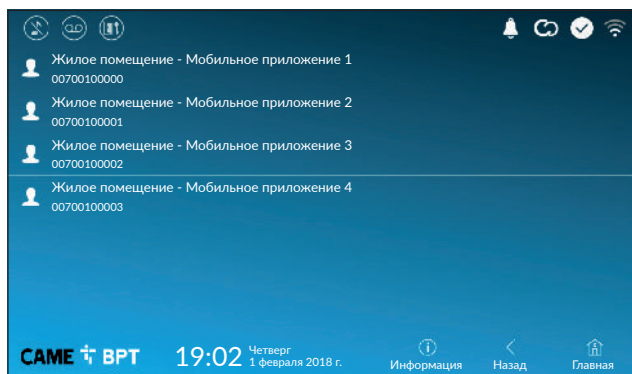 Жилое помещение - Мобильное приложение 1
00700100000
Жилое помещение - Мобильное приложение 2
00700100001
Жилое помещение - Мобильное приложение 3
00700100002
Жилое помещение - Мобильное приложение 4
00700100003
CAME BPT 19:02 Четверг
1 февраля 2018 г.
Информация Назад Главная